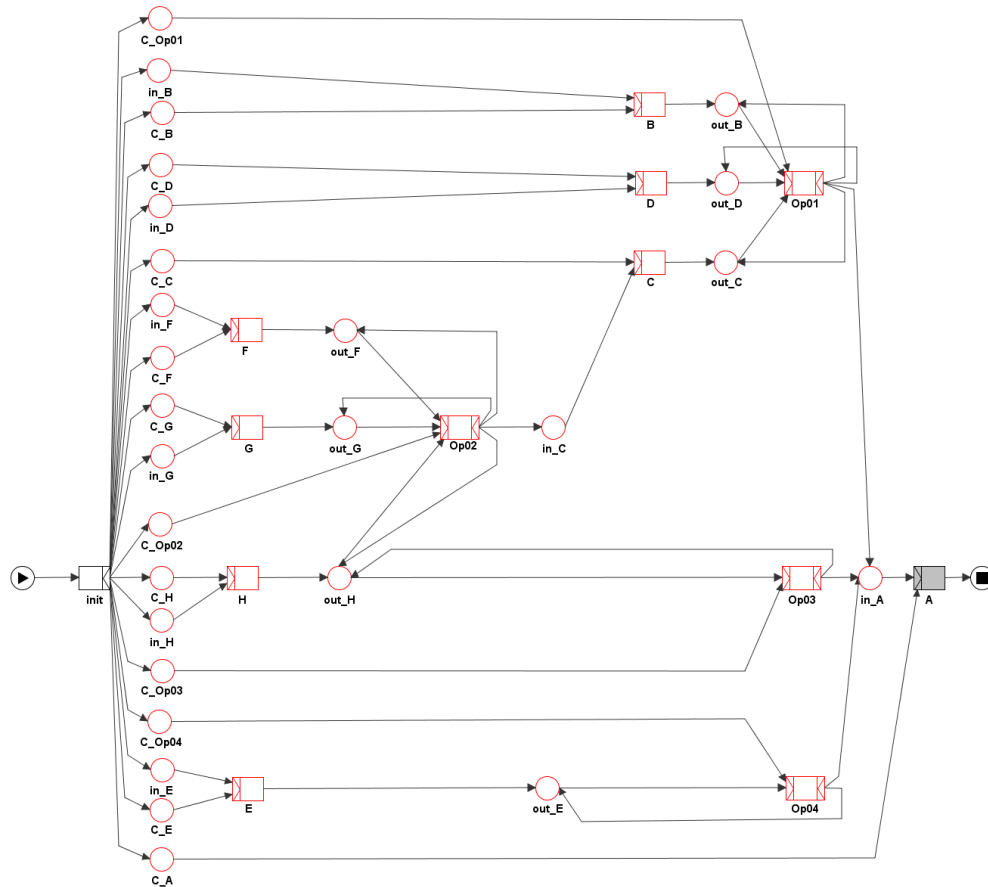 C_Op01
in_B
C_B
B
out_B
C_D
in_D
D
out_D
Op01
C_C
C
out_C
in_F
C_F
F
out_F
C_G
in_G
G
out_G
Op02
in_C
C_Op02
init
C_H
in_H
H
out_H
Op03
in_A
A
C_Op03
C_Op04
in_E
C_E
E
out_E
Op04
C_A